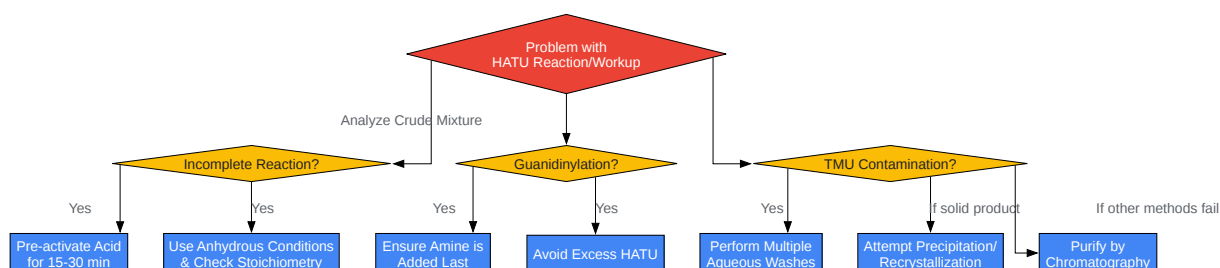 Problem with
HATU Reaction/Workup
Analyze Crude Mixture
Incomplete Reaction?
Guanidinylation?
TMU Contamination?
Yes
Yes
Yes
Yes
Yes
If solid product
If other methods fail
Pre-activate Acid
for 15-30 min
Use Anhydrous Conditions
& Check Stoichiometry
Ensure Amine is
Added Last
Avoid Excess HATU
Perform Multiple
Aqueous Washes
Attempt Precipitation/
Recrystallization
Purify by
Chromatography